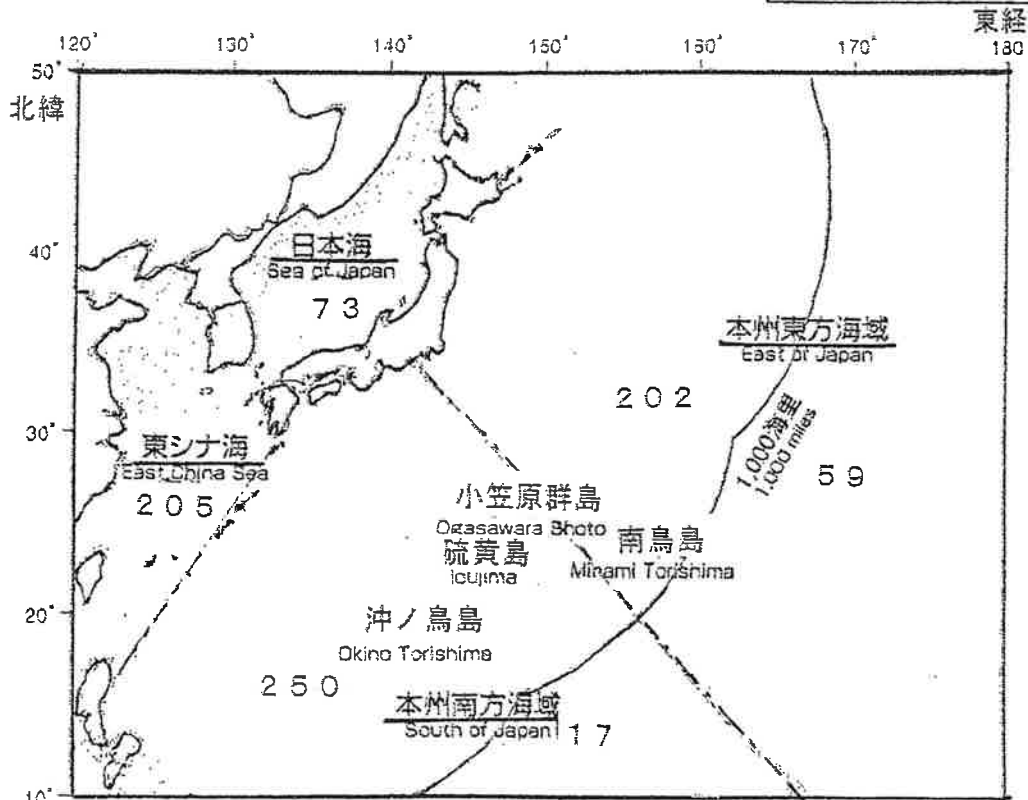 東経
120° 130° 140° 150° 160° 170° 180
50°
北緯
40°
日本海
Sea of Japan
73
本州東方海域
East of Japan
202
1,000海里
1,000 miles
59
30°
東シナ海
East China Sea
205
小笠原群島
Ogasawara Shoto
硫黄島
Ioujima
南鳥島
Minami Torishima
20°
沖ノ鳥島
Okino Torishima
250
本州南方海域
South of Japan
17
10°